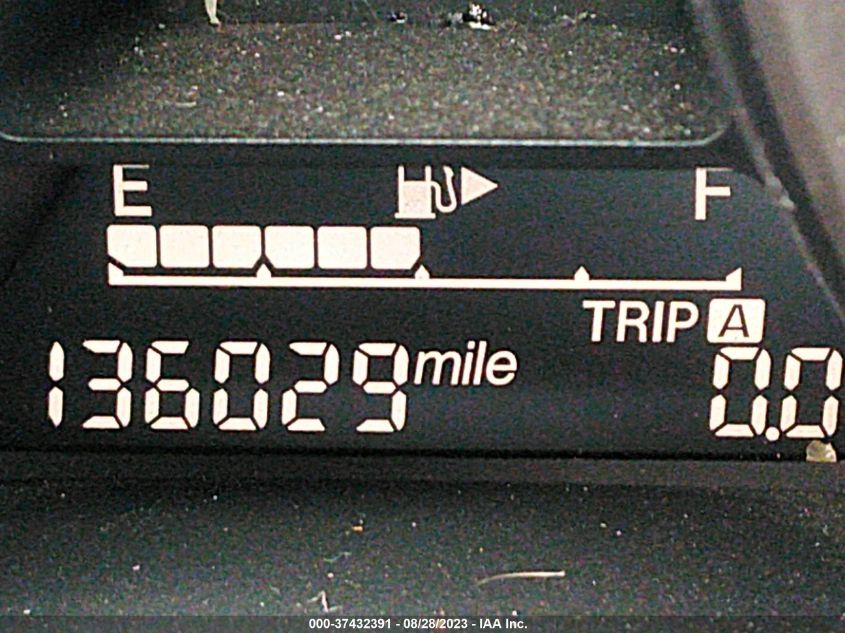 E F
TRIP A
136029 mile 0.0
000-37432391 - 08/28/2023 - IAA Inc.